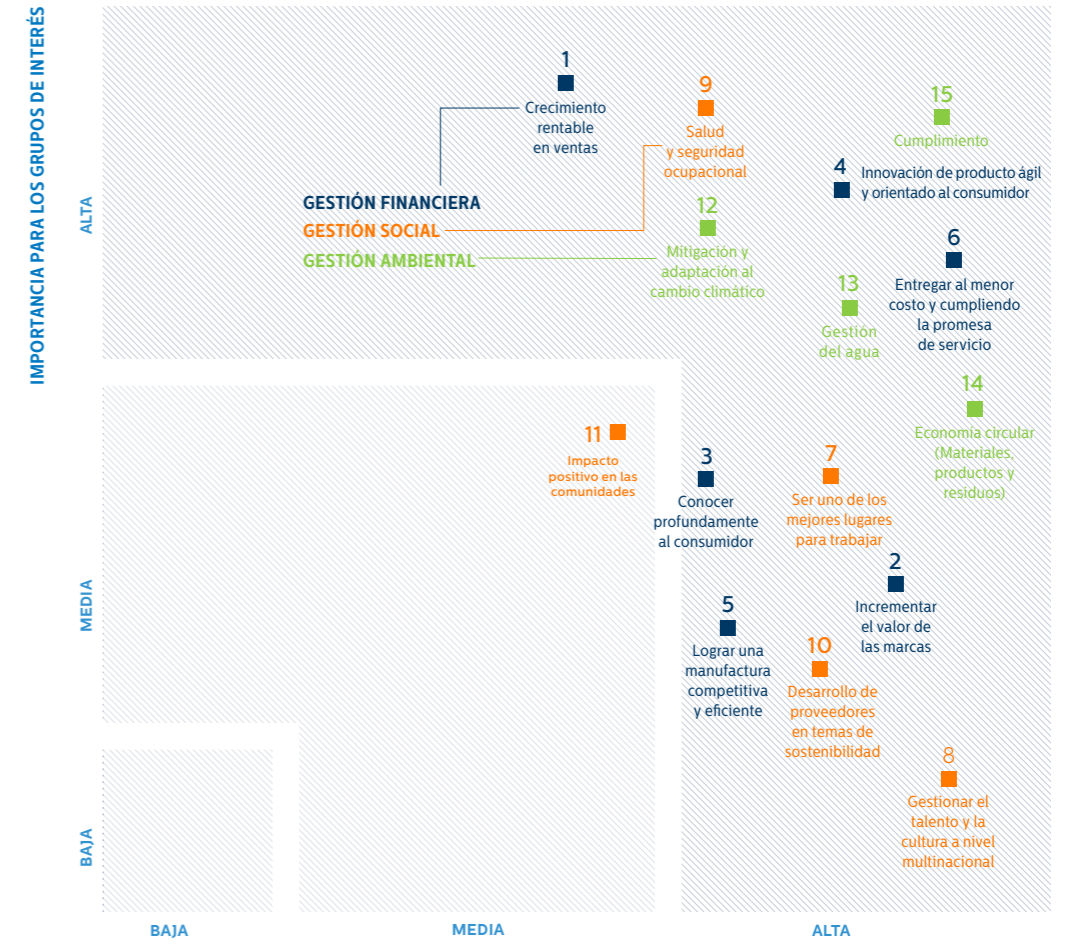 IMPORTANCIA PARA LOS GRUPOS DE INTERÉS
ALTA
MEDIA
BAJA
1
Crecimiento
rentable
en ventas
9
Salud
y seguridad
ocupacional
15
Cumplimiento
4
Innovación de producto ágil
y orientado al consumidor
GESTIÓN FINANCIERA
GESTIÓN SOCIAL
GESTIÓN AMBIENTAL
12
Mitigación y
adaptación al
cambio climático
6
Entregar al menor
costo y cumpliendo
la promesa
de servicio
13
Gestión
del agua
14
Economía circular
(Materiales,
productos y
residuos)
11
Impacto
positivo en las
comunidades
3
Conocer
profundamente
al consumidor
7
Ser uno de los
mejores lugares
para trabajar
2
Incrementar
el valor de
las marcas
5
Lograr una
manufactura
competitiva
y eficiente
10
Desarrollo de
proveedores
en temas de
sostenibilidad
8
Gestionar el
talento y la
cultura a nivel
multinacional
BAJA
MEDIA
ALTA